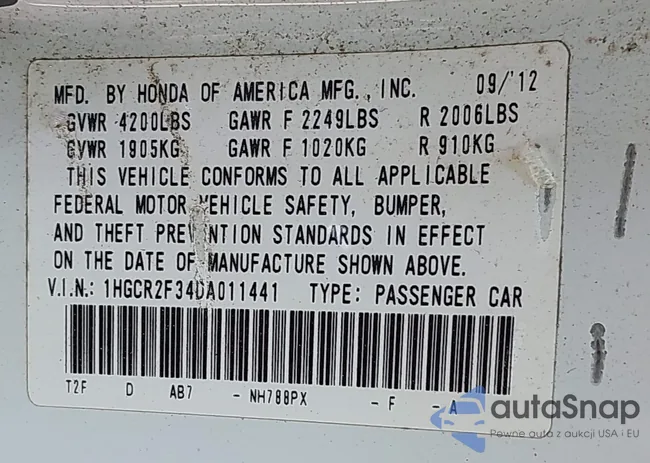 MFD. BY HONDA OF AMERICA MFG., INC. 09/'12
GVWR 4200LBS GAWR F 2249LBS R 2006LBS
GVWR 1905KG GAWR F 1020KG R 910KG
THIS VEHICLE CONFORMS TO ALL APPLICABLE
FEDERAL MOTOR VEHICLE SAFETY, BUMPER,
AND THEFT PREVENTION STANDARDS IN EFFECT
ON THE DATE OF MANUFACTURE SHOWN ABOVE.
V.I.N.: 1HGCR2F34DA011441 TYPE: PASSENGER CAR
T2F D AB7 - NH788PX - F - A
autaSnap
Pewne auta z aukcji USA i EU